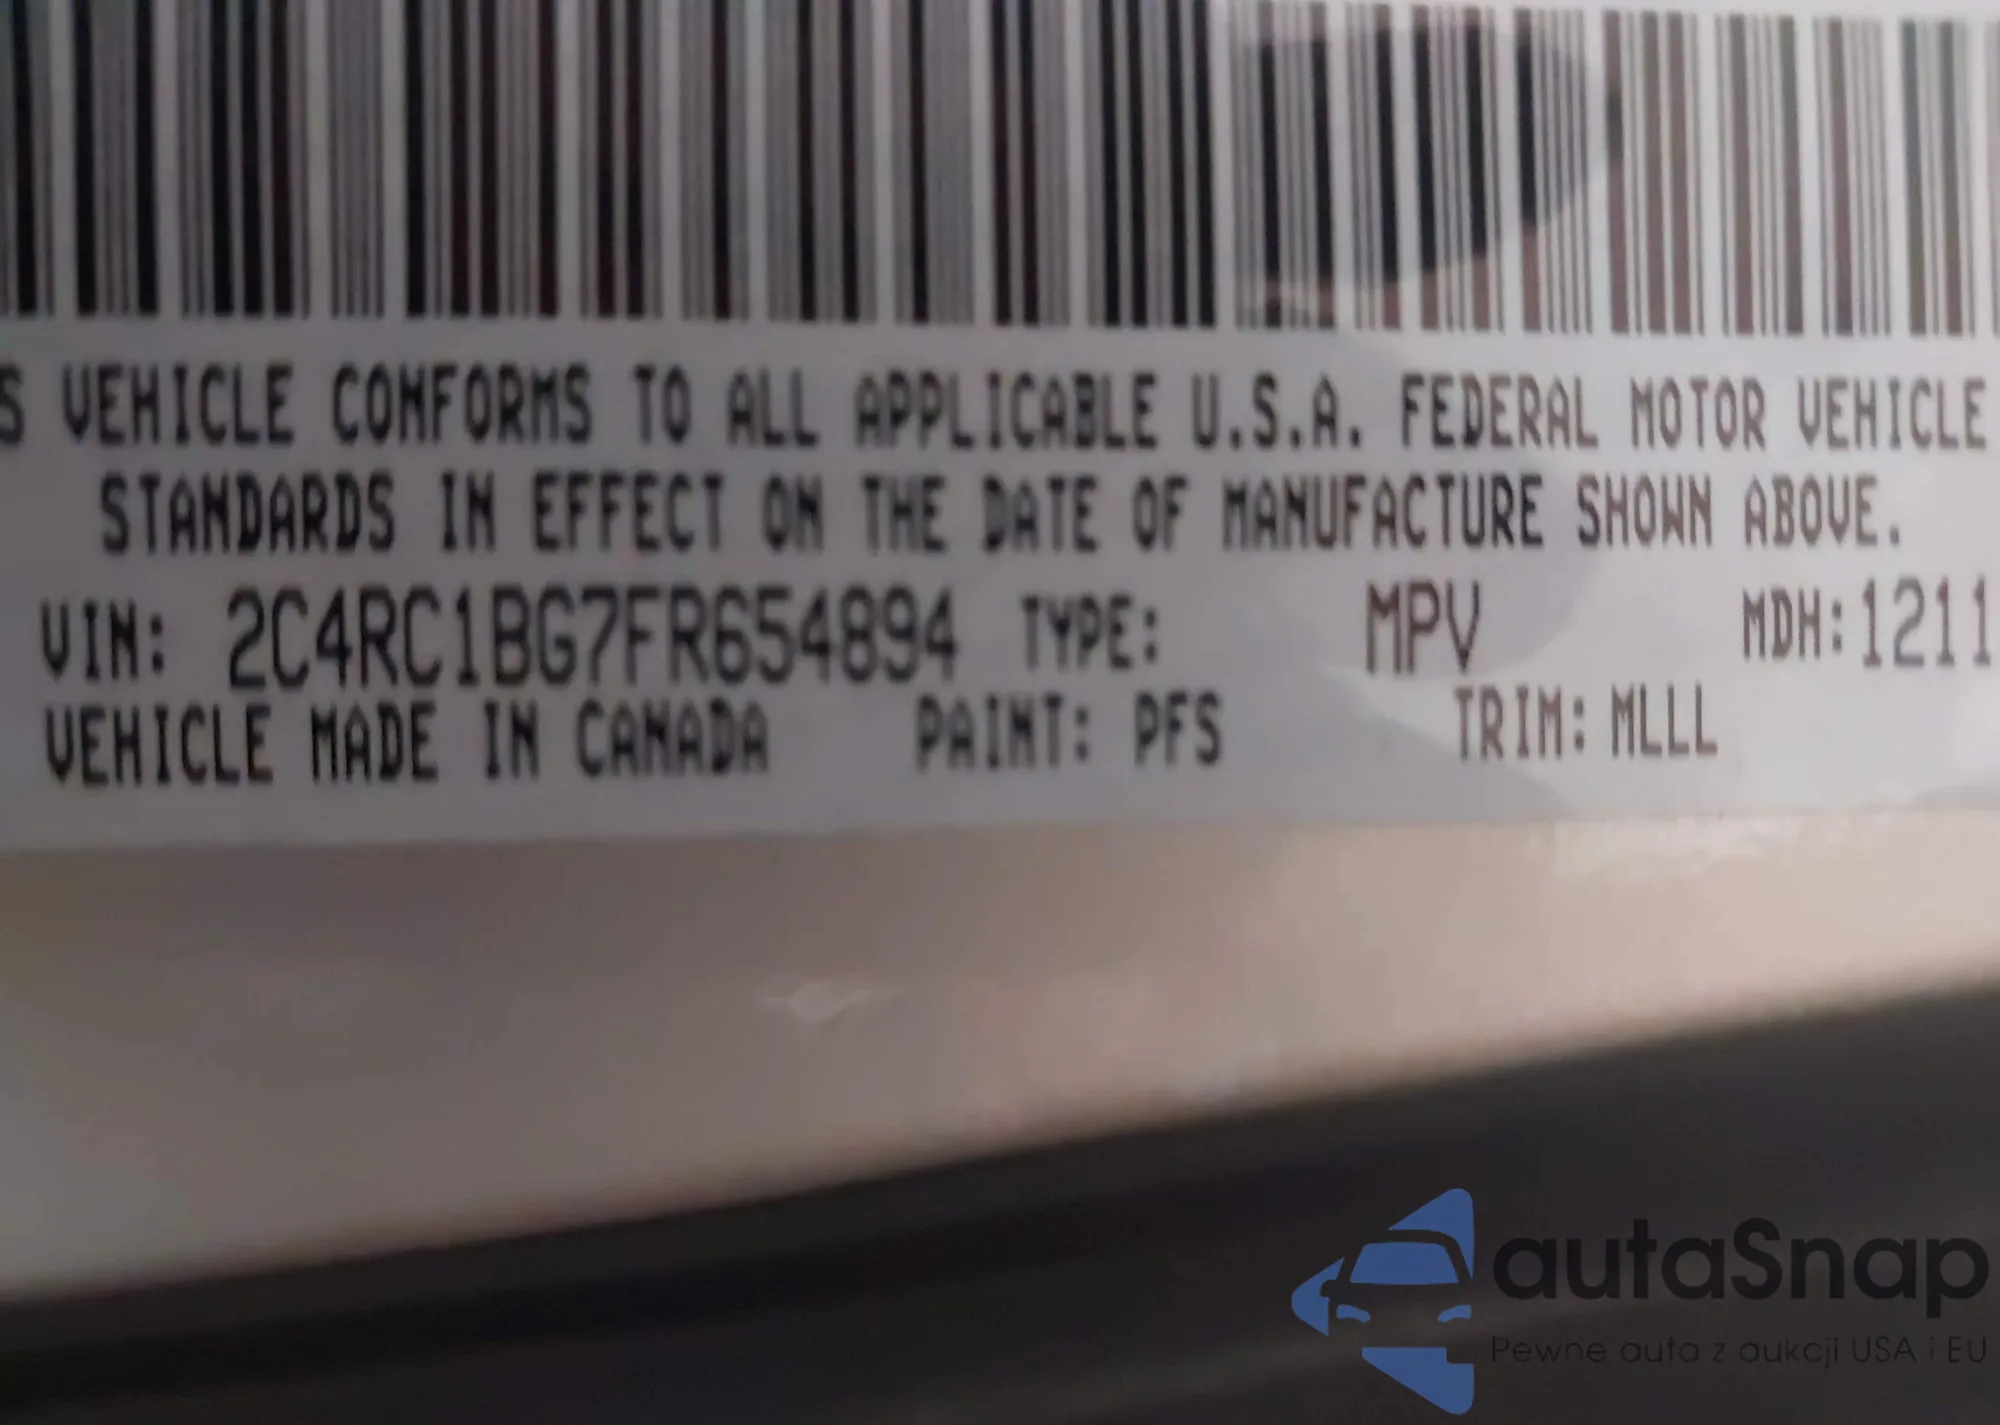 S VEHICLE CONFORMS TO ALL APPLICABLE U.S.A. FEDERAL MOTOR VEHICLE
STANDARDS IN EFFECT ON THE DATE OF MANUFACTURE SHOWN ABOVE.
VIN: 2C4RC1BG7FR654894 TYPE: MPV MDH:1211
VEHICLE MADE IN CANADA PAINT: PFS TRIM: MLLL
autaSnap
Pewne auta z aukcji USA i EU